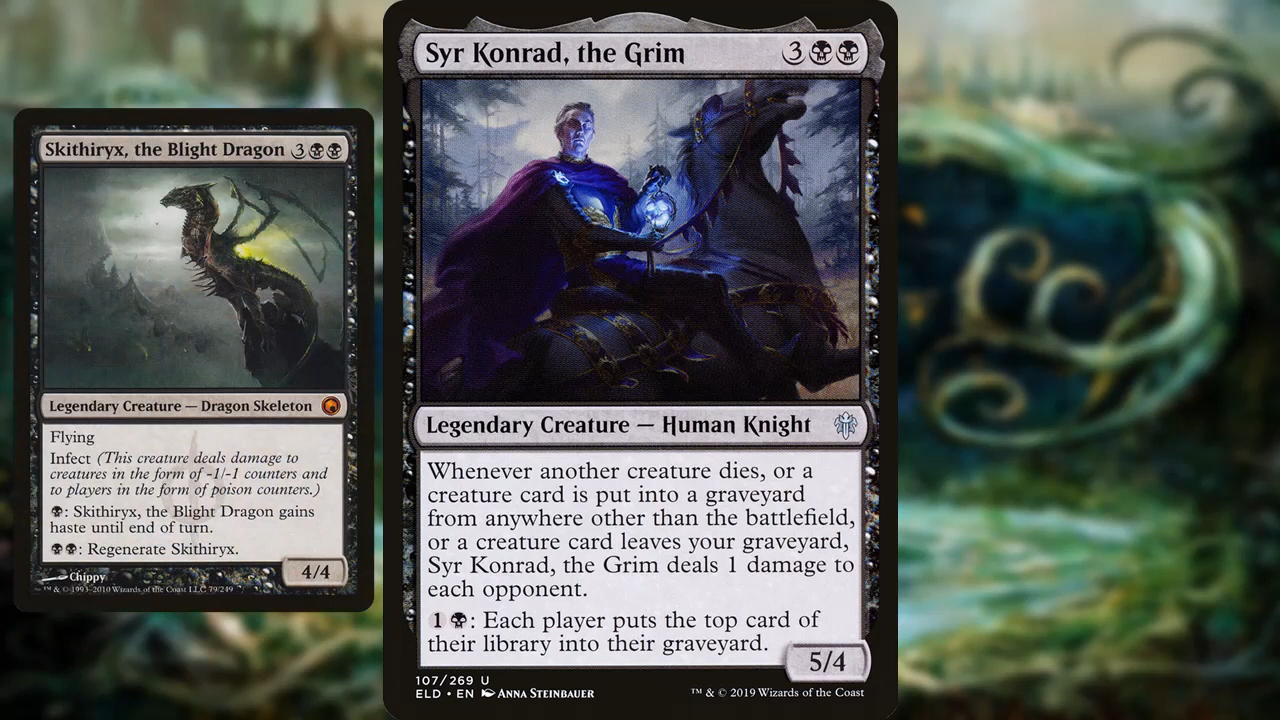 Skithiryx, the Blight Dragon 3
Legendary Creature — Dragon Skeleton
Flying
Infect (This creature deals damage to
creatures in the form of -1/-1 counters and
to players in the form of poison counters.)
: Skithiryx, the Blight Dragon gains
haste until end of turn.
: Regenerate Skithiryx.
4/4
Chippy
™ & © 1993–2010 Wizards of the Coast LLC 79/249
Syr Konrad, the Grim 3
Legendary Creature — Human Knight
Whenever another creature dies, or a
creature card is put into a graveyard
from anywhere other than the battlefield,
or a creature card leaves your graveyard,
Syr Konrad, the Grim deals 1 damage to
each opponent.
1 : Each player puts the top card of
their library into their graveyard.
5/4
107/269 U
ELD • EN Anna Steinbauer
™ & © 2019 Wizards of the Coast